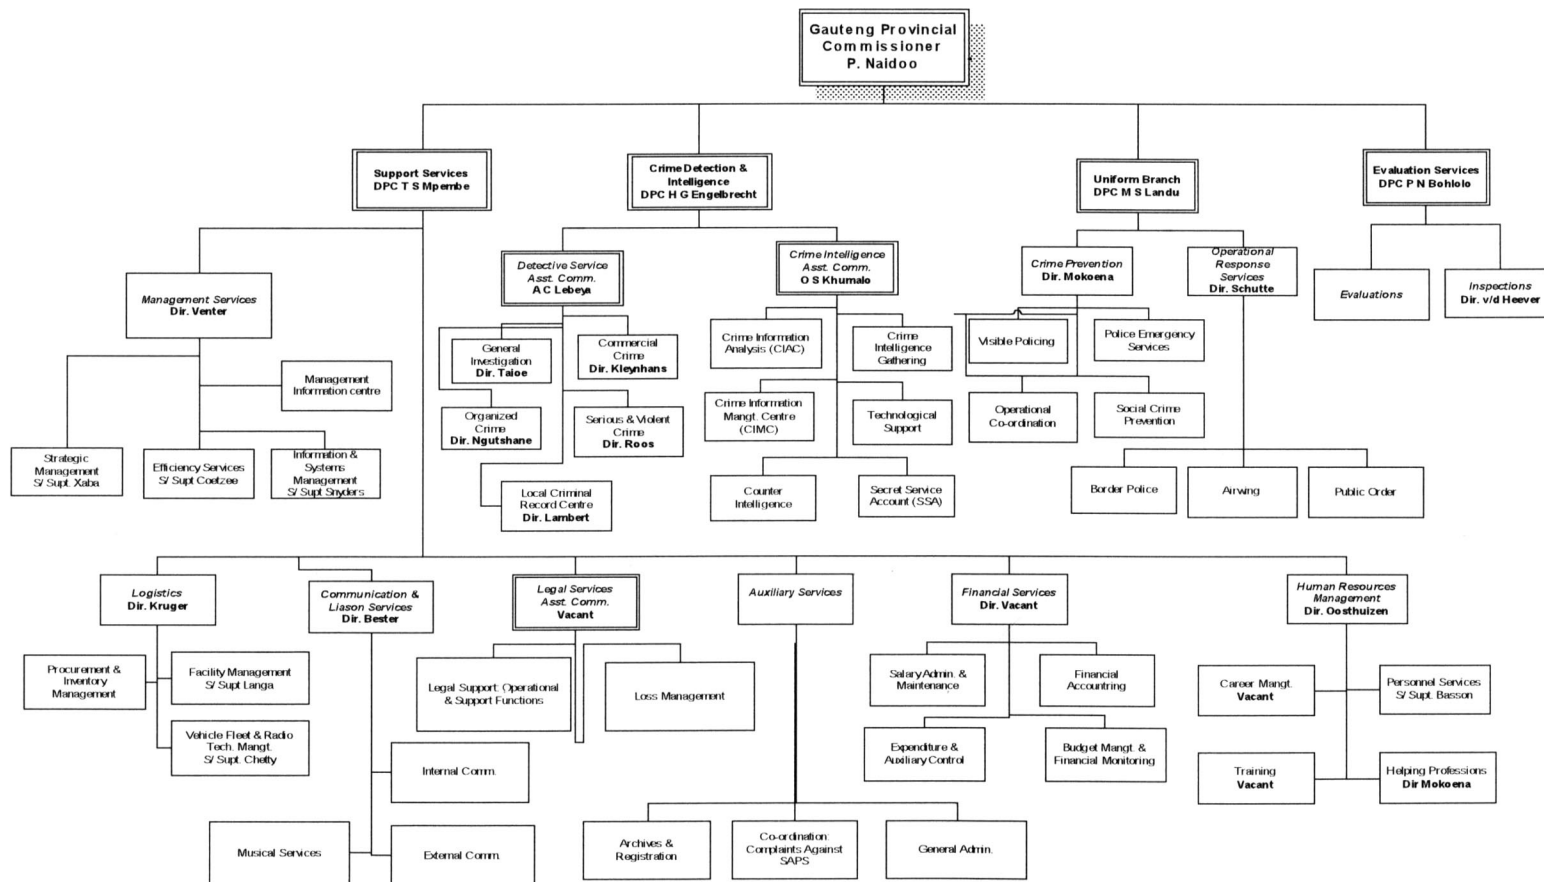 Gauteng Provincial
Commissioner
P. Naidoo
Support Services
DPC T S Mpembe
Crime Detection &
Intelligence
DPC H G Engelbrecht
Uniform Branch
DPC M S Landu
Evaluation Services
DPC P N Bohlolo
Management Services
Dir. Venter
Detective Service
Asst. Comm.
A C Lebeya
Crime Intelligence
Asst. Comm.
O S Khumalo
Crime Prevention
Dir. Mokoena
Operational
Response
Services
Dir. Schutte
Evaluations
Inspections
Dir. v/d Heever
Management
Information centre
Strategic
Management
S/ Supt. Xaba
Efficiency Services
S/ Supt Coetzee
Information &
Systems
Management
S/ Supt Snyders
General
Investigation
Dir. Taioe
Commercial
Crime
Dir. Kleynhans
Organized
Crime
Dir. Ngutshane
Serious & Violent
Crime
Dir. Roos
Local Criminal
Record Centre
Dir. Lambert
Crime Information
Analysis (CIAC)
Crime
Intelligence
Gathering
Crime Information
Mangt. Centre
(CIMC)
Technological
Support
Counter
Intelligence
Secret Service
Account (SSA)
Visible Policing
Police Emergency
Services
Operational
Co-ordination
Social Crime
Prevention
Border Police
Airwing
Public Order
Logistics
Dir. Kruger
Communication &
Liason Services
Dir. Bester
Legal Services
Asst. Comm.
Vacant
Auxiliary Services
Financial Services
Dir. Vacant
Human Resources
Management
Dir. Oosthuizen
Procurement &
Inventory
Management
Facility Management
S/ Supt Langa
Vehicle Fleet & Radio
Tech. Mangt.
S/ Supt. Chetty
Legal Support: Operational
& Support Functions
Loss Management
Internal Comm.
Musical Services
External Comm.
Archives &
Registration
Co-ordination:
Complaints Against
SAPS
General Admin.
Salary Admin. &
Maintenance
Financial
Accountring
Expenditure &
Auxiliary Control
Budget Mangt. &
Financial Monitoring
Career Mangt.
Vacant
Personnel Services
S/ Supt. Basson
Training
Vacant
Helping Professions
Dir Mokoena